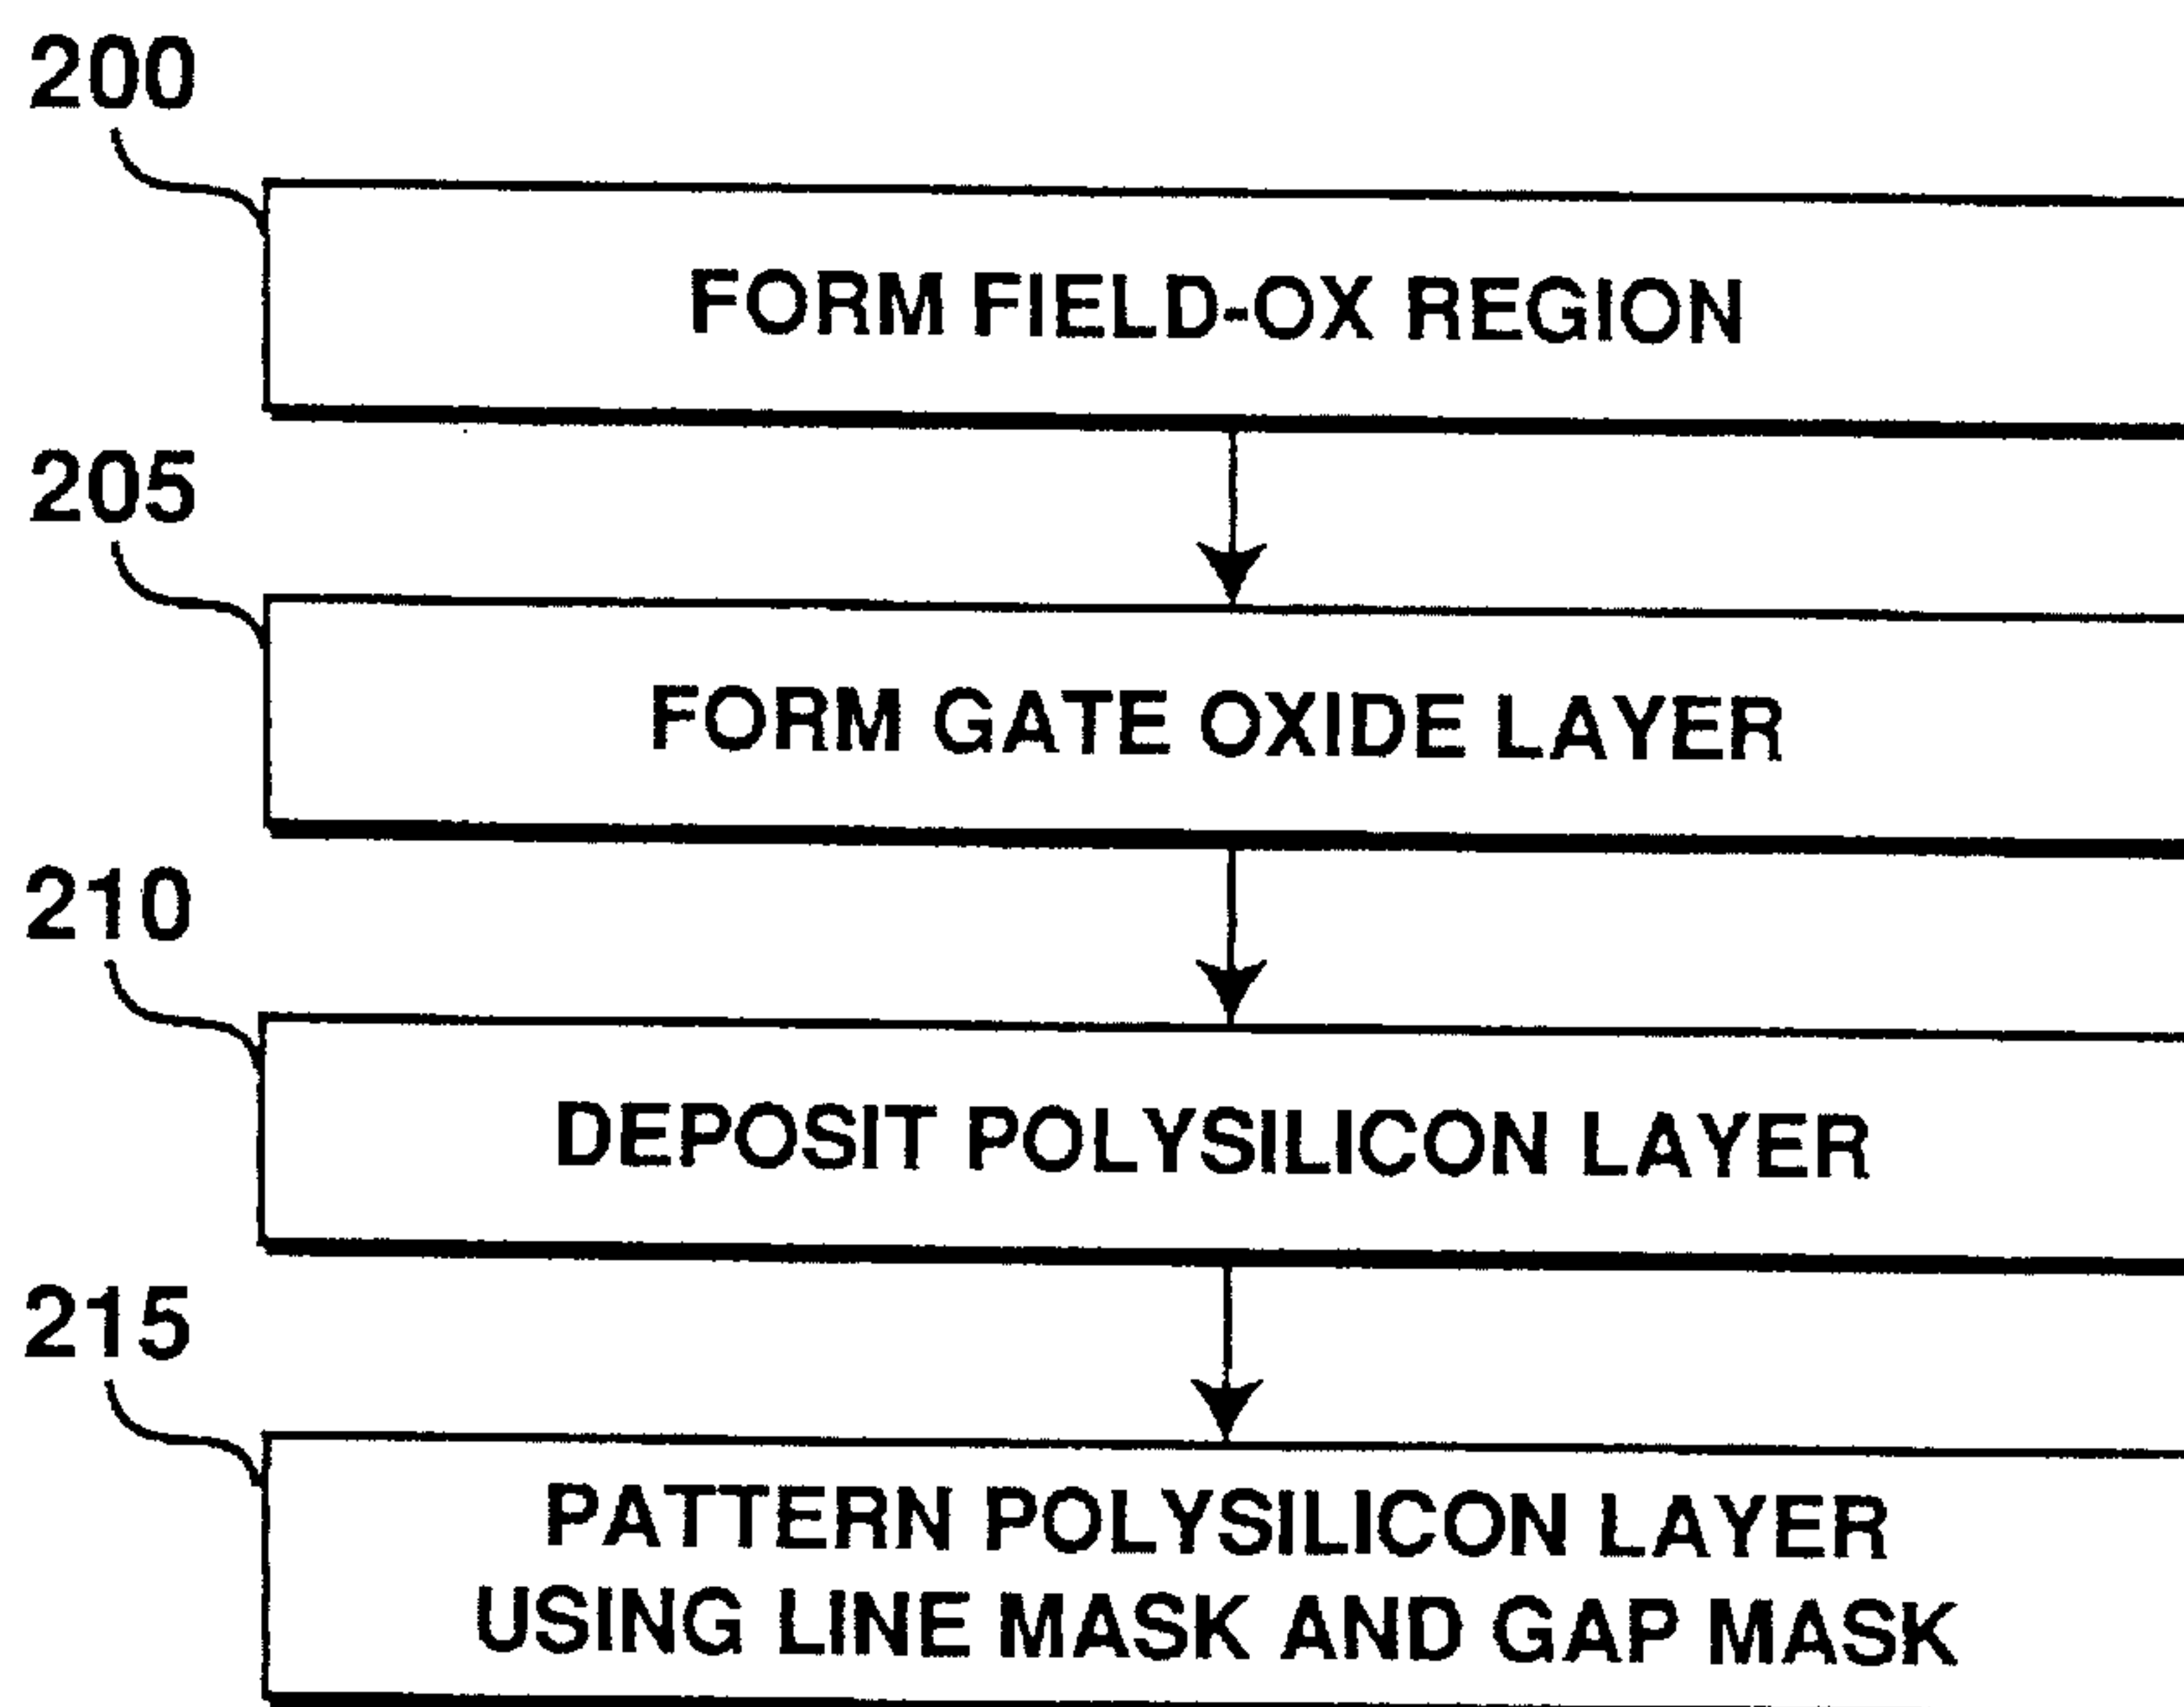 200
FORM FIELD-OX REGION
205
FORM GATE OXIDE LAYER
210
DEPOSIT POLYSILICON LAYER
215
PATTERN POLYSILICON LAYER
USING LINE MASK AND GAP MASK